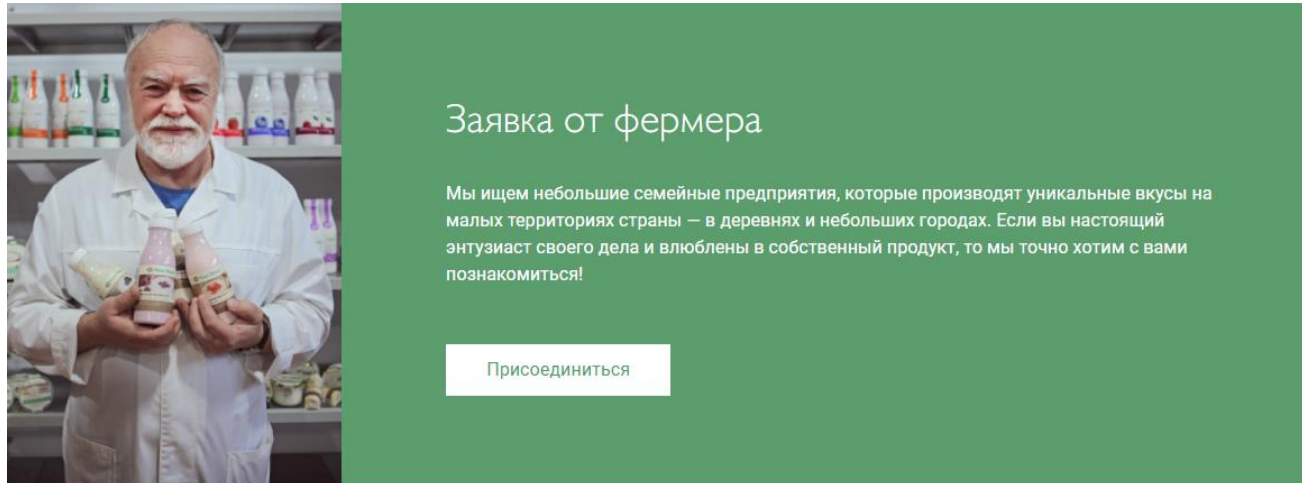 Заявка от фермера
Мы ищем небольшие семейные предприятия, которые производят уникальные вкусы на
малых территориях страны — в деревнях и небольших городах. Если вы настоящий
энтузиаст своего дела и влюблены в собственный продукт, то мы точно хотим с вами
познакомиться!
Присоединиться